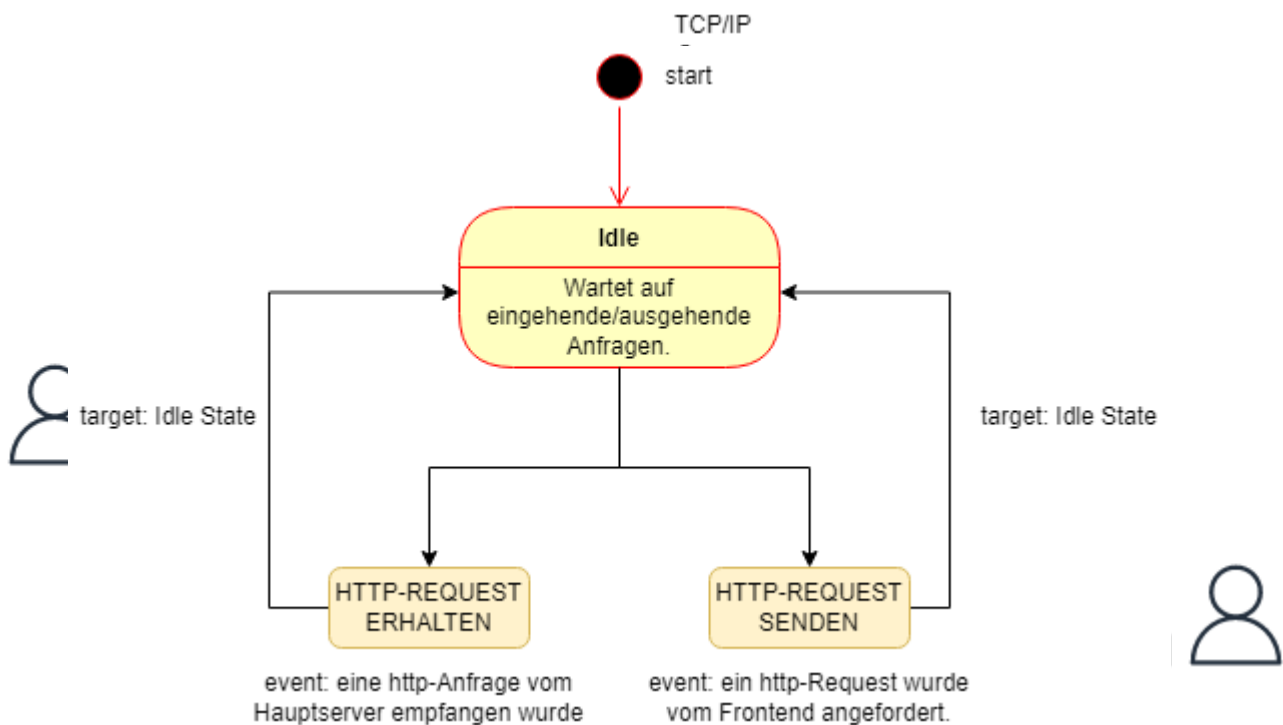 TCP/IP
start
Idle
Wartet auf
eingehende/ausgehende
Anfragen.
target: Idle State
target: Idle State
HTTP-REQUEST
ERHALTEN
HTTP-REQUEST
SENDEN
event: eine http-Anfrage vom
Hauptserver empfangen wurde
event: ein http-Request wurde
vom Frontend angefordert.